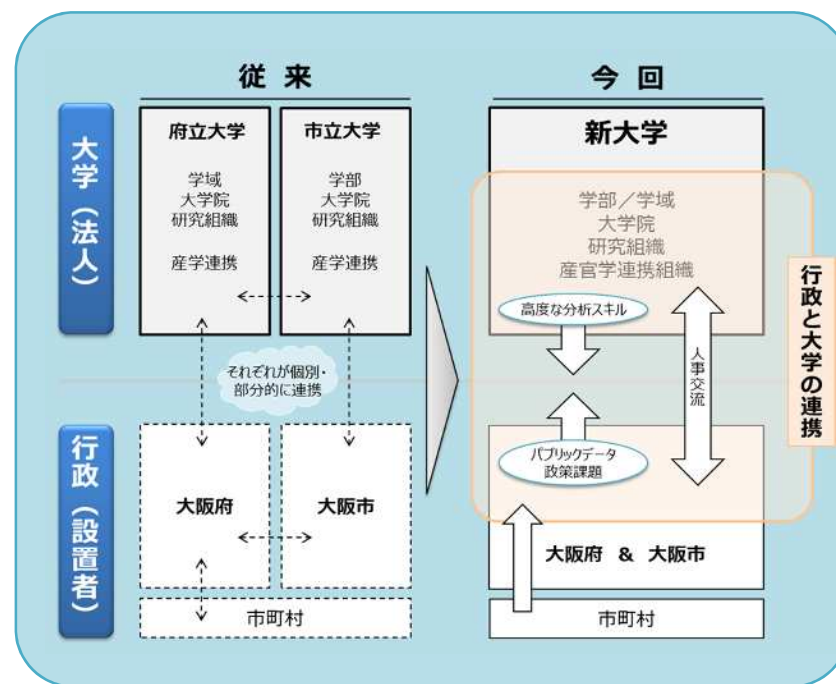 従 来
今 回
大学（法人）
府立大学
学域
大学院
研究組織
産学連携
市立大学
学部
大学院
研究組織
産学連携
新大学
学部／学域
大学院
研究組織
産官学連携組織
高度な分析スキル
人事交流
行政と大学の連携
それぞれが個別・
部分的に連携
行政（設置者）
大阪府
大阪市
市町村
パブリックデータ
政策課題
大阪府 & 大阪市
市町村